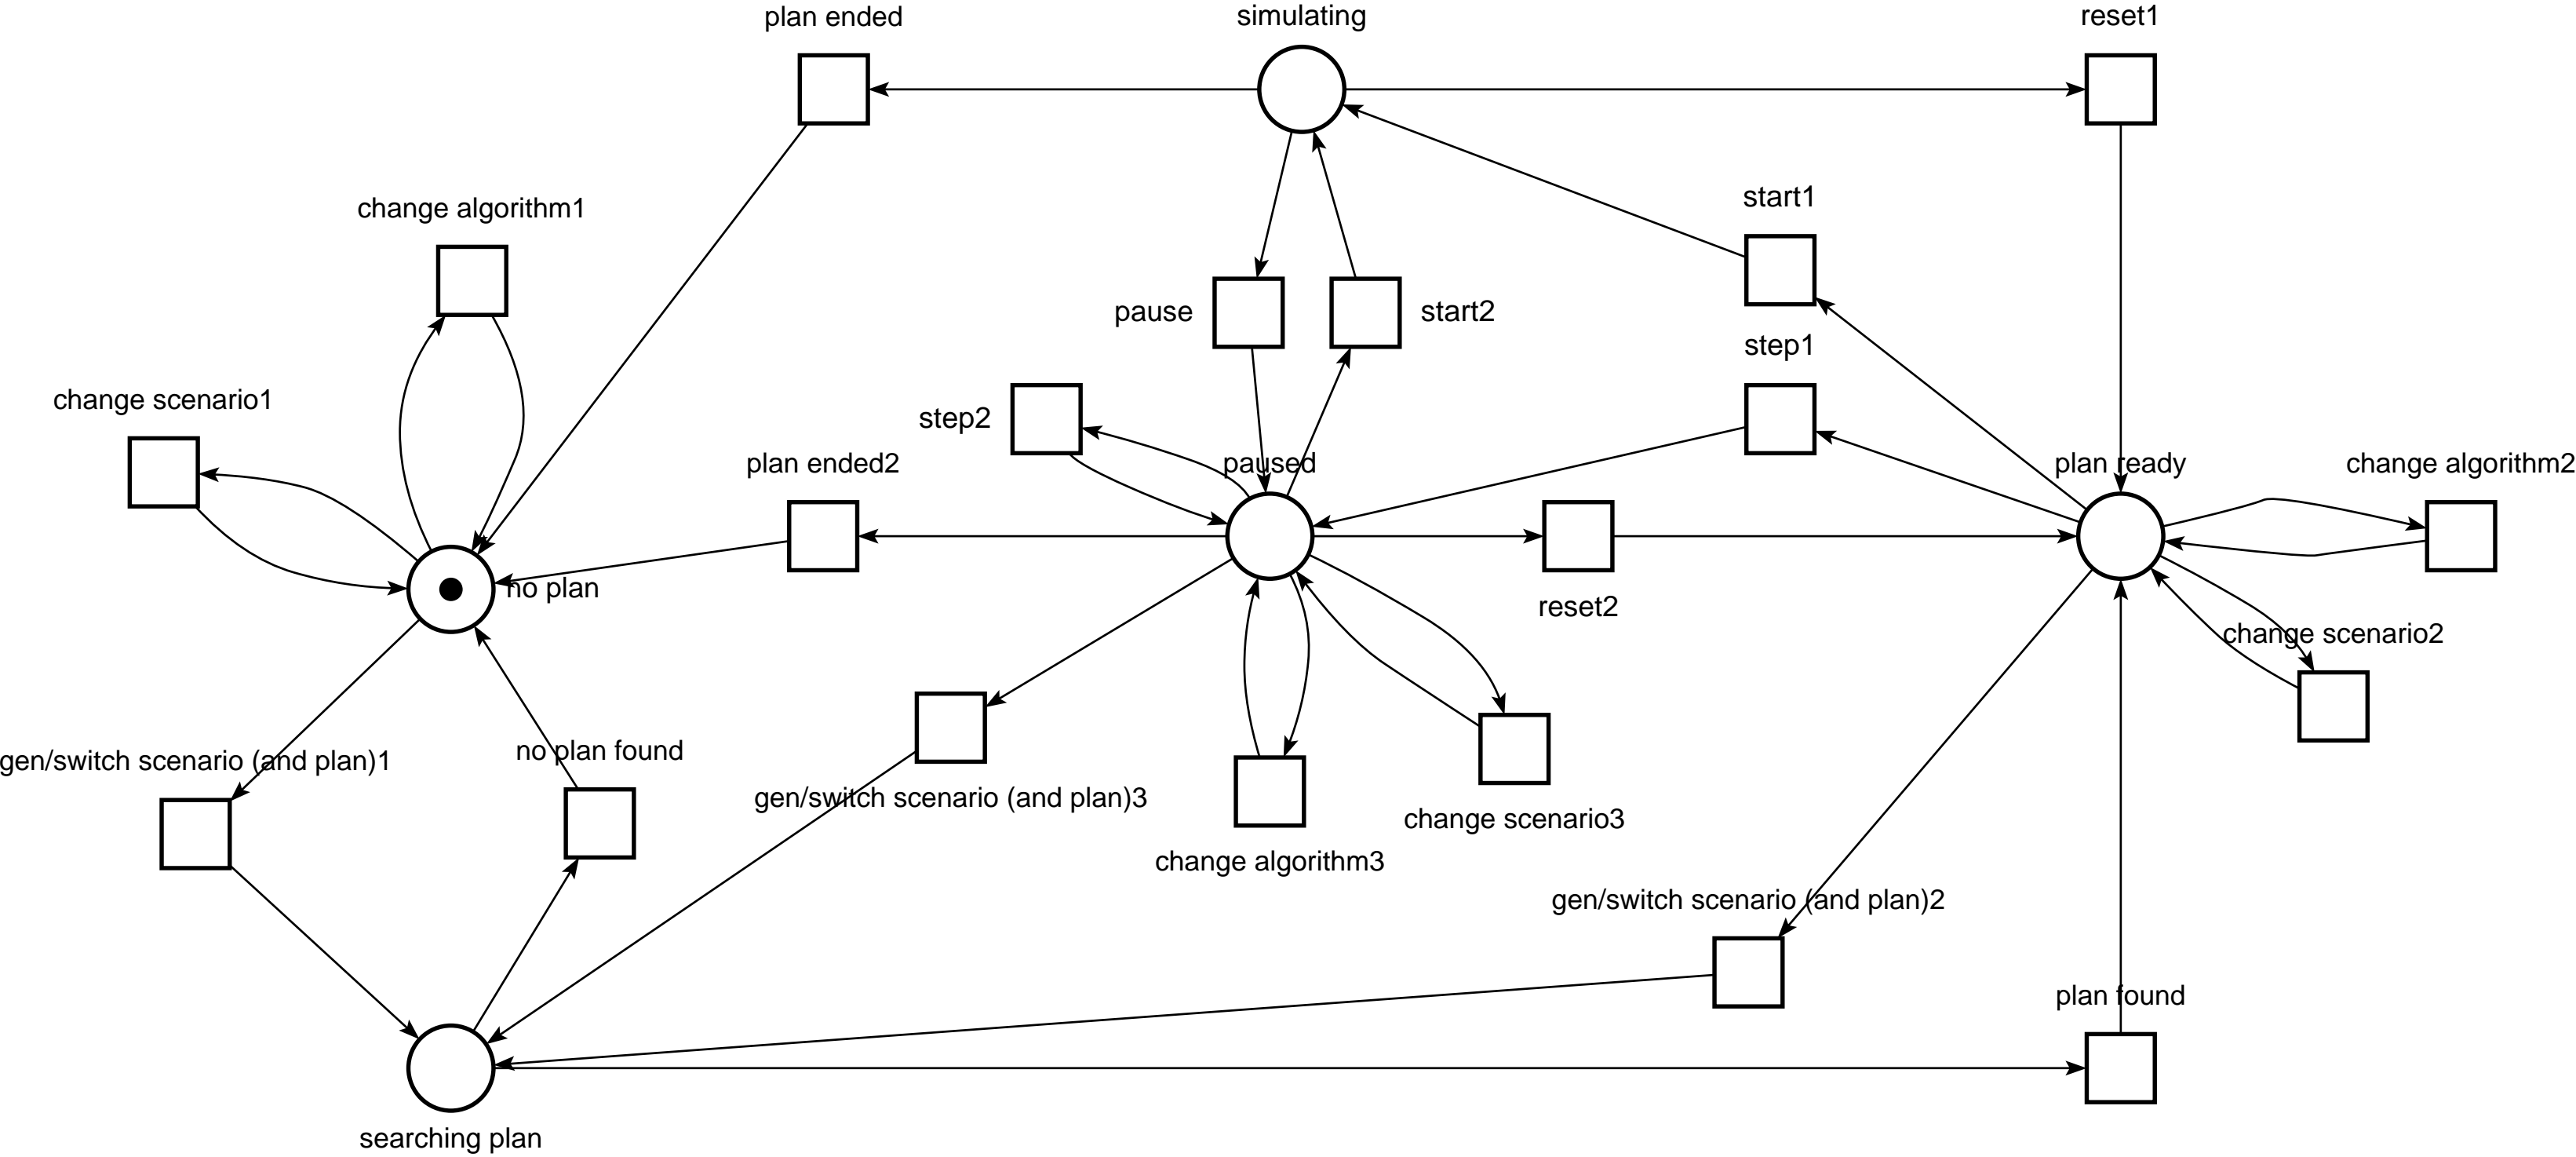 plan ended
simulating
reset1
change algorithm1
start1
pause
start2
step1
change scenario1
step2
plan ended2
paused
plan ready
change algorithm2
no plan
reset2
change scenario2
gen/switch scenario (and plan)1
no plan found
gen/switch scenario (and plan)3
change scenario3
change algorithm3
gen/switch scenario (and plan)2
plan found
searching plan